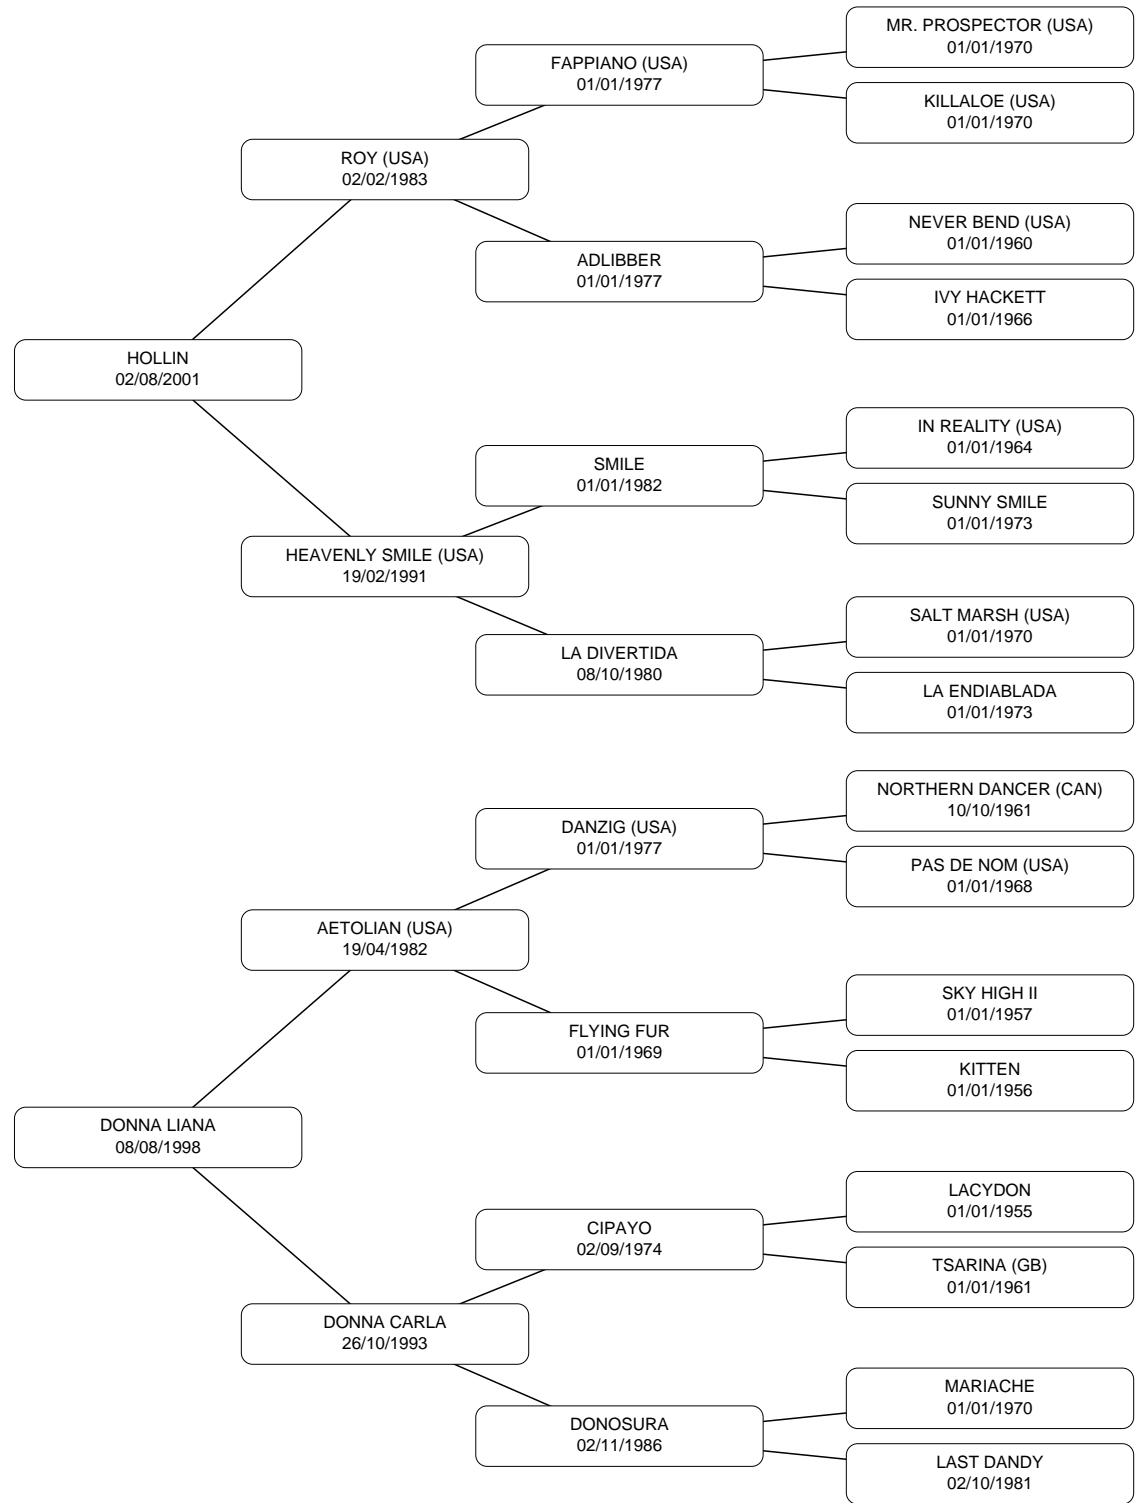 MR. PROSPECTOR (USA)
01/01/1970
FAPPIANO (USA)
01/01/1977
KILLALOE (USA)
01/01/1970
ROY (USA)
02/02/1983
NEVER BEND (USA)
01/01/1960
ADLIBBER
01/01/1977
IVY HACKETT
01/01/1966
HOLLIN
02/08/2001
IN REALITY (USA)
01/01/1964
SMILE
01/01/1982
SUNNY SMILE
01/01/1973
HEAVENLY SMILE (USA)
19/02/1991
SALT MARSH (USA)
01/01/1970
LA DIVERTIDA
08/10/1980
LA ENDIABLADA
01/01/1973
NORTHERN DANCER (CAN)
10/10/1961
DANZIG (USA)
01/01/1977
PAS DE NOM (USA)
01/01/1968
AETOLIAN (USA)
19/04/1982
SKY HIGH II
01/01/1957
FLYING FUR
01/01/1969
KITTEN
01/01/1956
DONNA LIANA
08/08/1998
LACYDON
01/01/1955
CIPAYO
02/09/1974
TSARINA (GB)
01/01/1961
DONNA CARLA
26/10/1993
MARIACHE
01/01/1970
DONOSURA
02/11/1986
LAST DANDY
02/10/1981